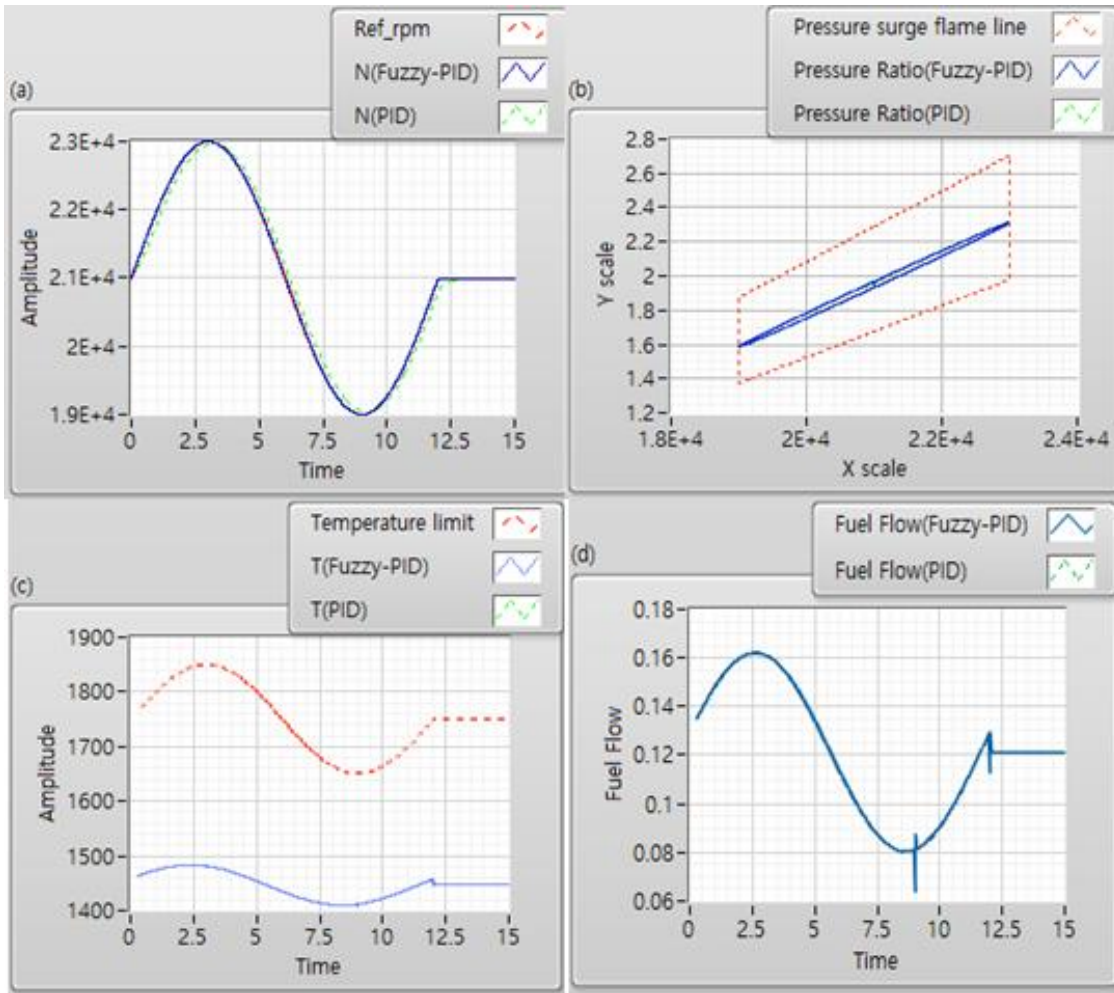 Ref_rpm
N(Fuzzy-PID)
N(PID)
(a)
2.3E+4
2.2E+4
2.1E+4
2E+4
1.9E+4
Amplitude
0 2.5 5 7.5 10 12.5 15
Time
Pressure surge flame line
Pressure Ratio(Fuzzy-PID)
Pressure Ratio(PID)
(b)
2.8
2.6
2.4
2.2
2
1.8
1.6
1.4
1.2
Y scale
1.8E+4 2E+4 2.2E+4 2.4E+4
X scale
Temperature limit
T(Fuzzy-PID)
T(PID)
(c)
1900
1800
1700
1600
1500
1400
Amplitude
0 2.5 5 7.5 10 12.5 15
Time
Fuel Flow(Fuzzy-PID)
Fuel Flow(PID)
(d)
0.18
0.16
0.14
0.12
0.1
0.08
0.06
Fuel Flow
0 2.5 5 7.5 10 12.5 15
Time